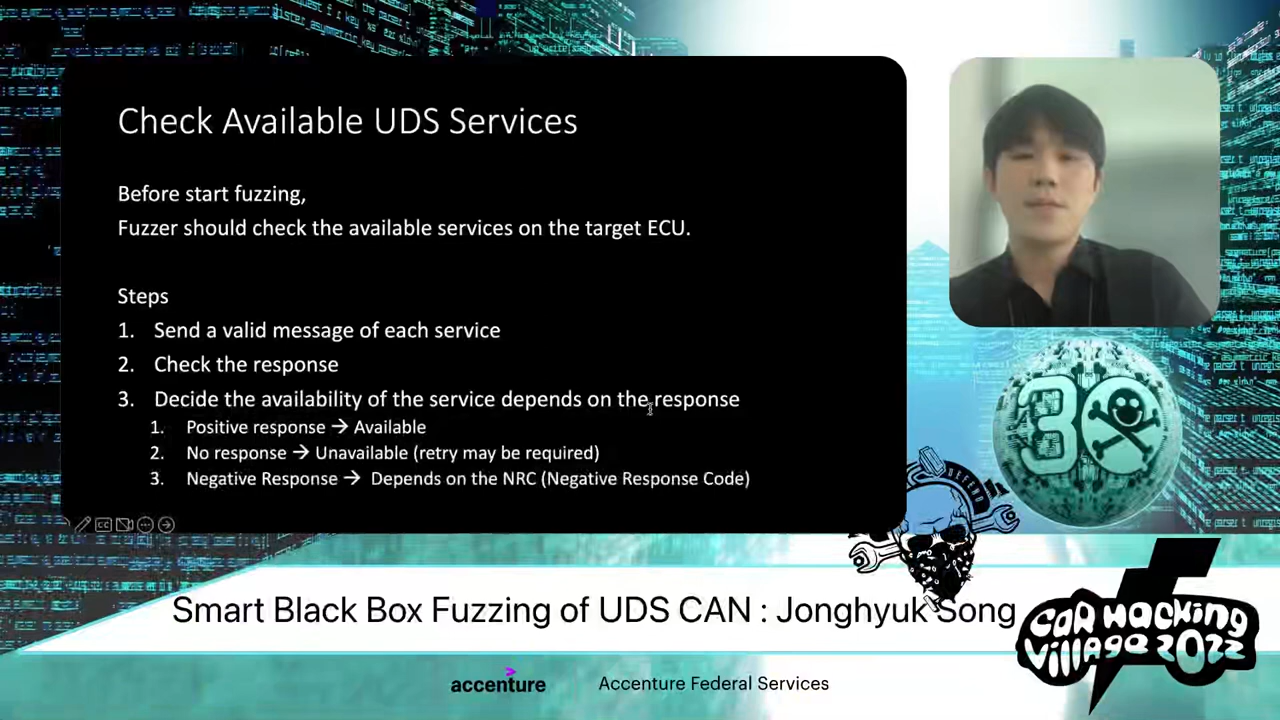 Check Available UDS Services
Before start fuzzing,
Fuzzer should check the available services on the target ECU.
Steps
1. Send a valid message of each service
2. Check the response
3. Decide the availability of the service depends on the response
1. Positive response → Available
2. No response → Unavailable (retry may be required)
3. Negative Response → Depends on the NRC (Negative Response Code)
CC
30
DEFEND
Smart Black Box Fuzzing of UDS CAN : Jonghyuk Song
CAR HACKING
VILLAGE 2022
accenture
Accenture Federal Services